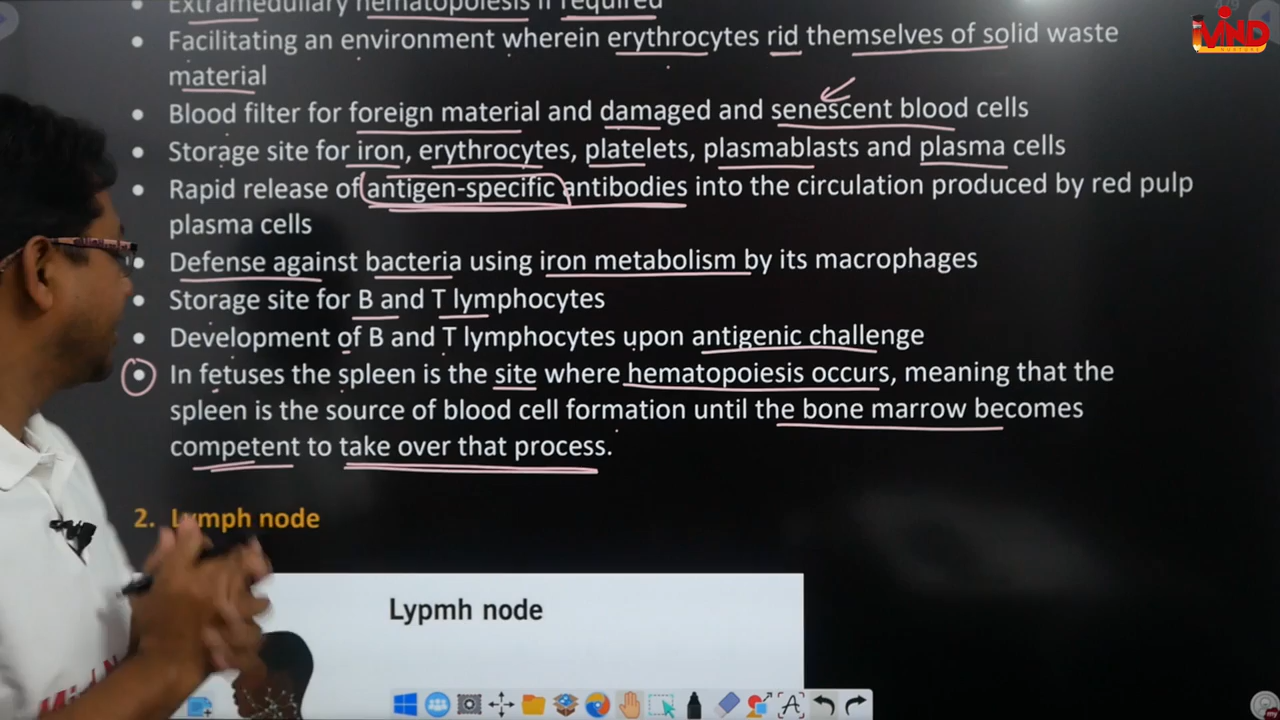 Extramedullary hematopoiesis if required
• Facilitating an environment wherein erythrocytes rid themselves of solid waste
material
• Blood filter for foreign material and damaged and senescent blood cells
• Storage site for iron, erythrocytes, platelets, plasmablasts and plasma cells
• Rapid release of antigen-specific antibodies into the circulation produced by red pulp
plasma cells
• Defense against bacteria using iron metabolism by its macrophages
• Storage site for B and T lymphocytes
• Development of B and T lymphocytes upon antigenic challenge
• In fetuses the spleen is the site where hematopoiesis occurs, meaning that the
spleen is the source of blood cell formation until the bone marrow becomes
competent to take over that process.
2. Lymph node
Lypmh node
MIND